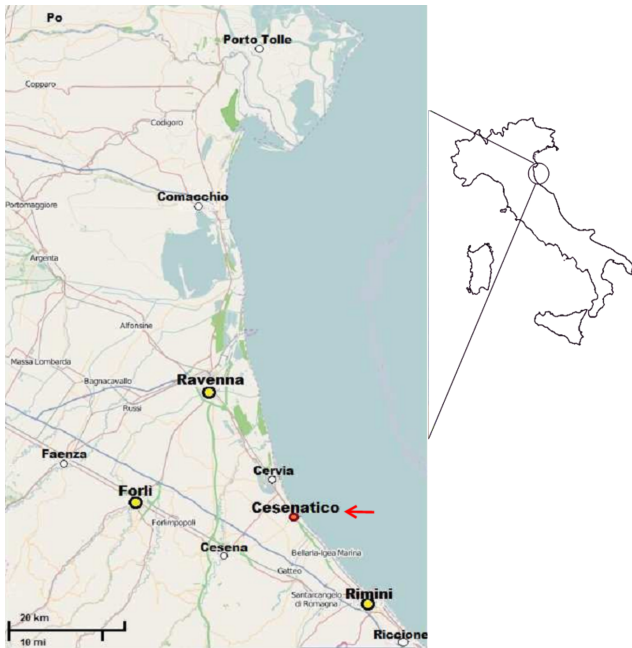 Po
Porto Tolle
Copparo
Codigoro
Comacchio
Portomaggiore
Argenta
Alfonsine
Massa Lombarda
Bagnacavallo
Ravenna
Russi
Faenza
Cervia
Forli
Cesenatico
Forlimpopoli
Cesena
Bellaria-Igea Marina
Gatteo
Santarcangelo
di Romagna
Rimini
20 km
10 mi
Riccione